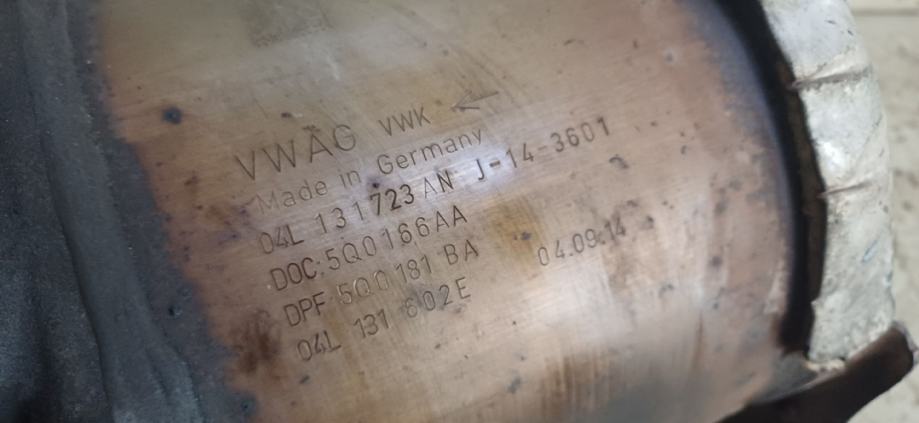 VWAG VWK ←
Made in Germany
04L 131723 AN J-14-3601
DOC:5Q0166AA
DPF 5Q0181 BA 04.09.14
04L 131 602E